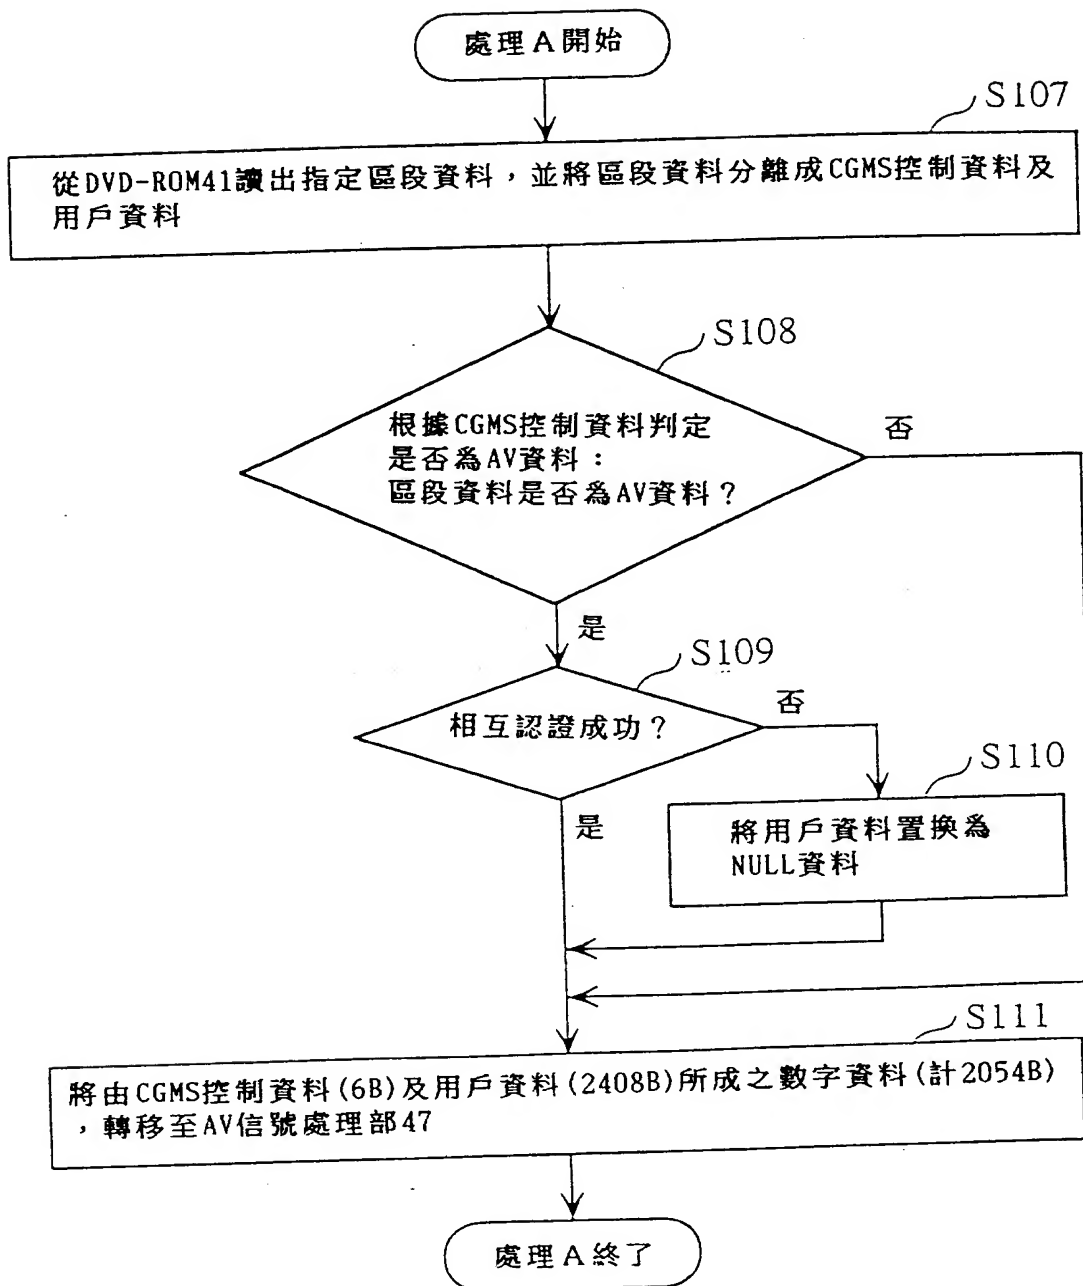 處理A開始
S107
從DVD-ROM41讀出指定區段資料，並將區段資料分離成CGMS控制資料及
用戶資料
S108
根據CGMS控制資料判定
是否為AV資料：
區段資料是否為AV資料？
否
是
S109
相互認證成功？
否
S110
是
將用戶資料置換為
NULL資料
S111
將由CGMS控制資料(6B)及用戶資料(2408B)所成之數字資料(計2054B)
，轉移至AV信號處理部47
處理A終了